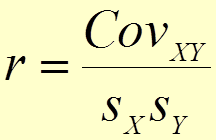 r = Cov_XY / s_X s_Y